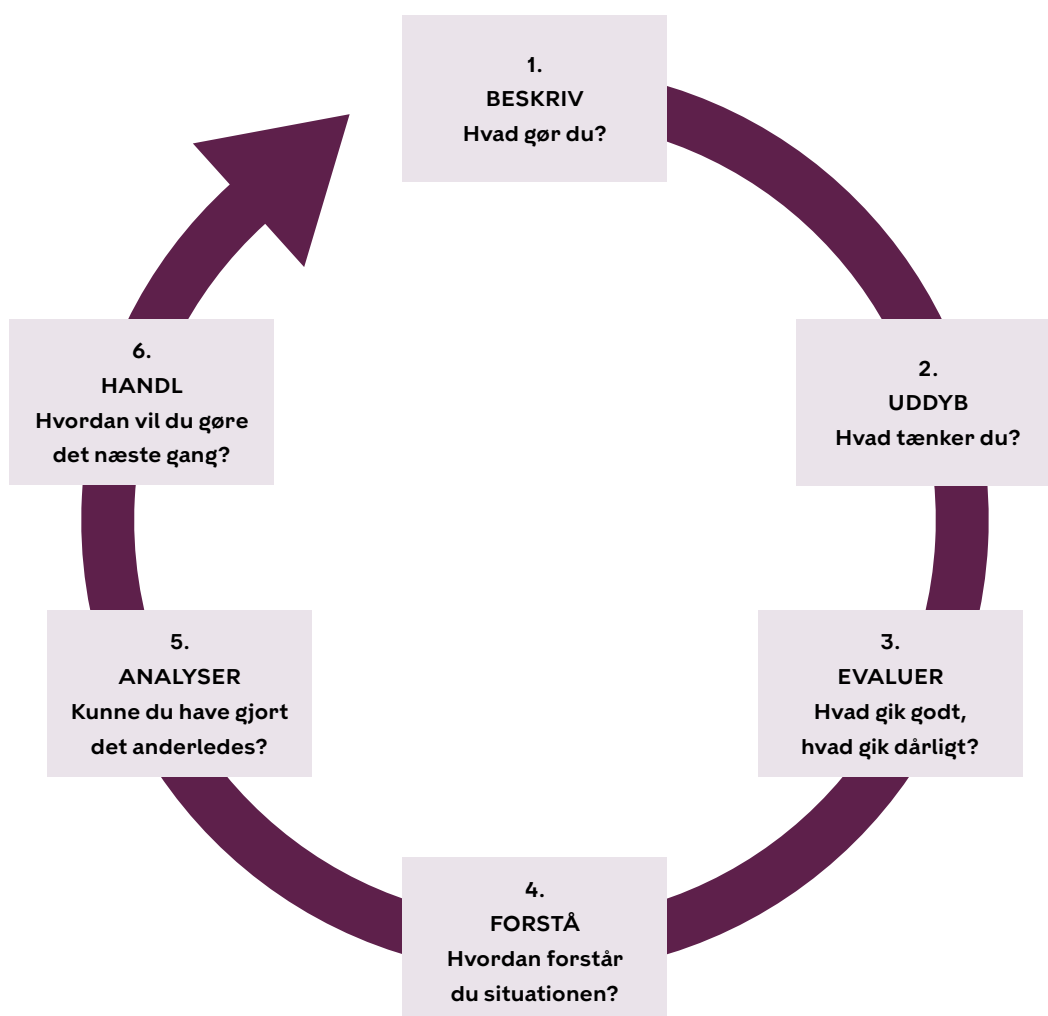 1.
BESKRIV
Hvad gør du?
2.
UDDYB
Hvad tænker du?
3.
EVALUER
Hvad gik godt,
hvad gik dårligt?
4.
FORSTÅ
Hvordan forstår
du situationen?
5.
ANALYSER
Kunne du have gjort
det anderledes?
6.
HANDL
Hvordan vil du gøre
det næste gang?